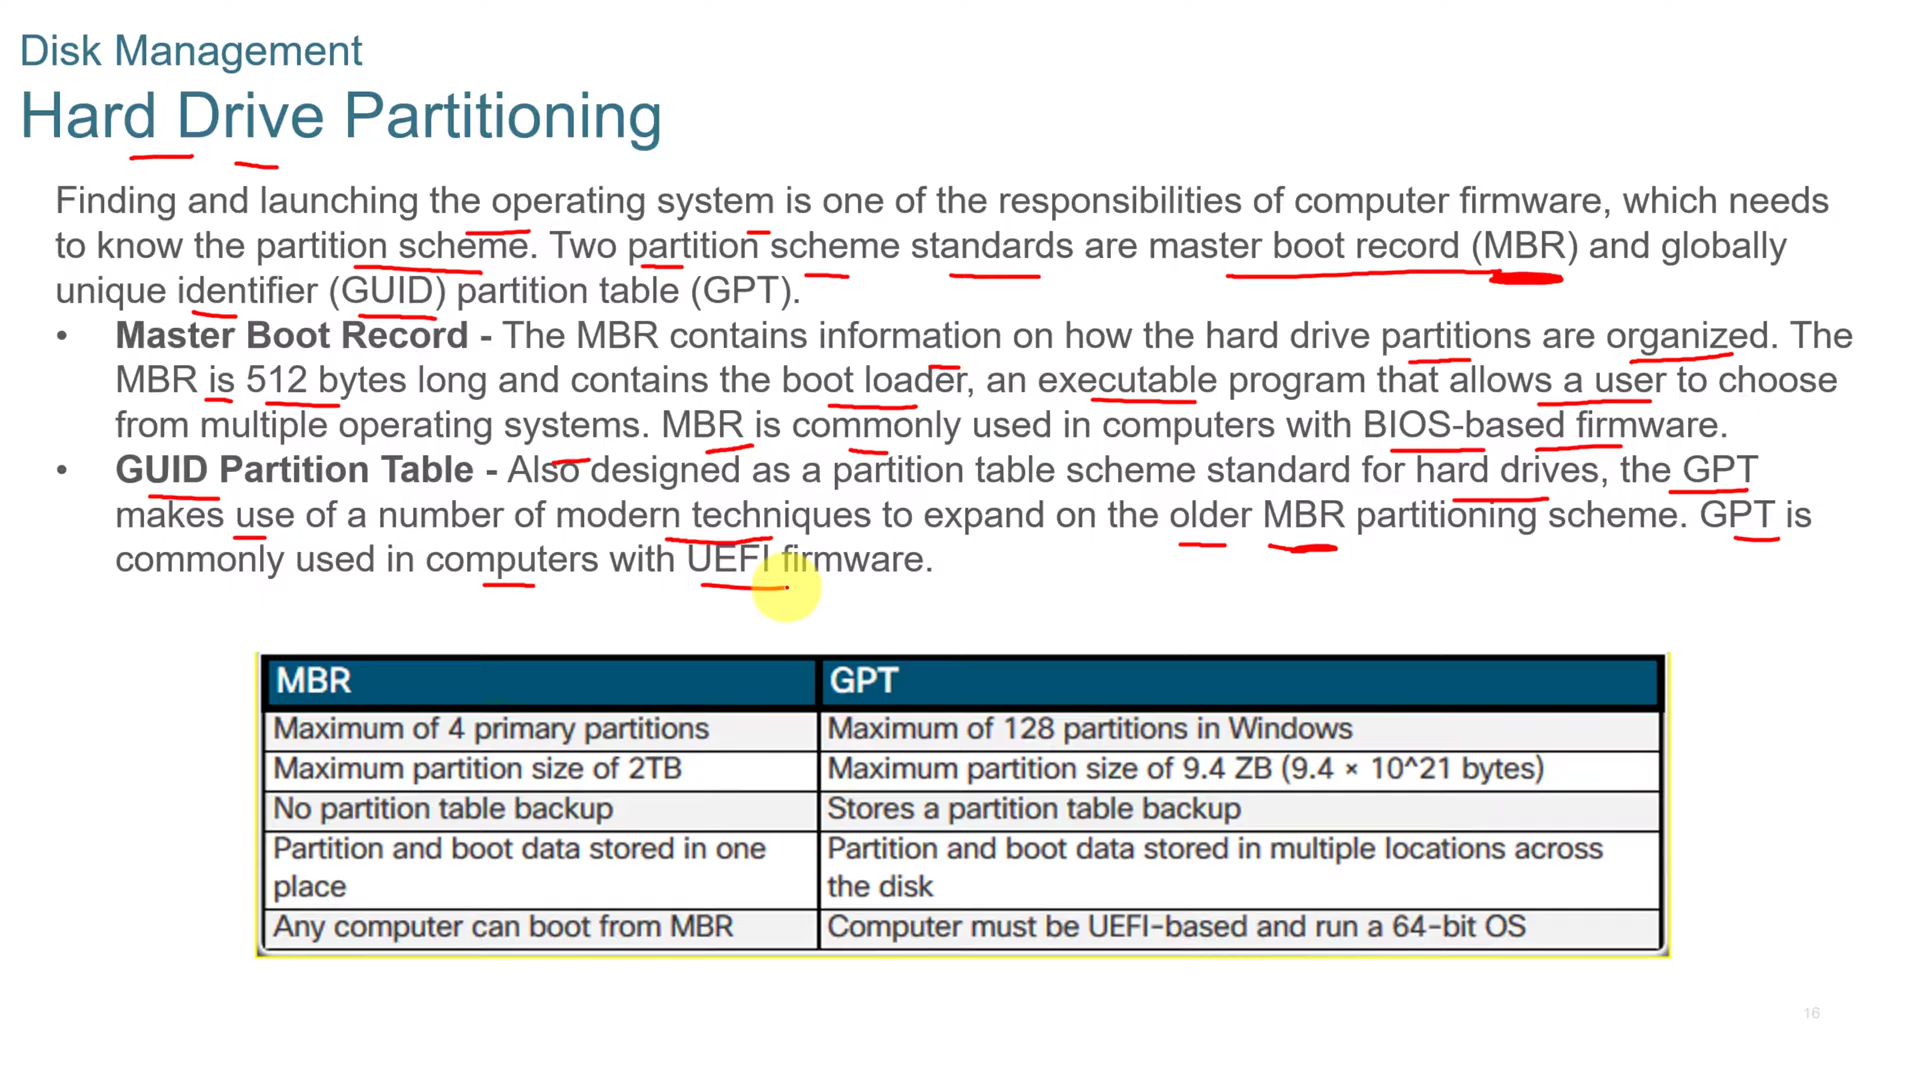 Disk Management
Hard Drive Partitioning
Finding and launching the operating system is one of the responsibilities of computer firmware, which needs
to know the partition scheme. Two partition scheme standards are master boot record (MBR) and globally
unique identifier (GUID) partition table (GPT).
• Master Boot Record - The MBR contains information on how the hard drive partitions are organized. The
MBR is 512 bytes long and contains the boot loader, an executable program that allows a user to choose
from multiple operating systems. MBR is commonly used in computers with BIOS-based firmware.
• GUID Partition Table - Also designed as a partition table scheme standard for hard drives, the GPT
makes use of a number of modern techniques to expand on the older MBR partitioning scheme. GPT is
commonly used in computers with UEFI firmware.
MBR GPT
Maximum of 4 primary partitions Maximum of 128 partitions in Windows
Maximum partition size of 2TB Maximum partition size of 9.4 ZB (9.4 × 10^21 bytes)
No partition table backup Stores a partition table backup
Partition and boot data stored in one Partition and boot data stored in multiple locations across
place the disk
Any computer can boot from MBR Computer must be UEFI-based and run a 64-bit OS
16